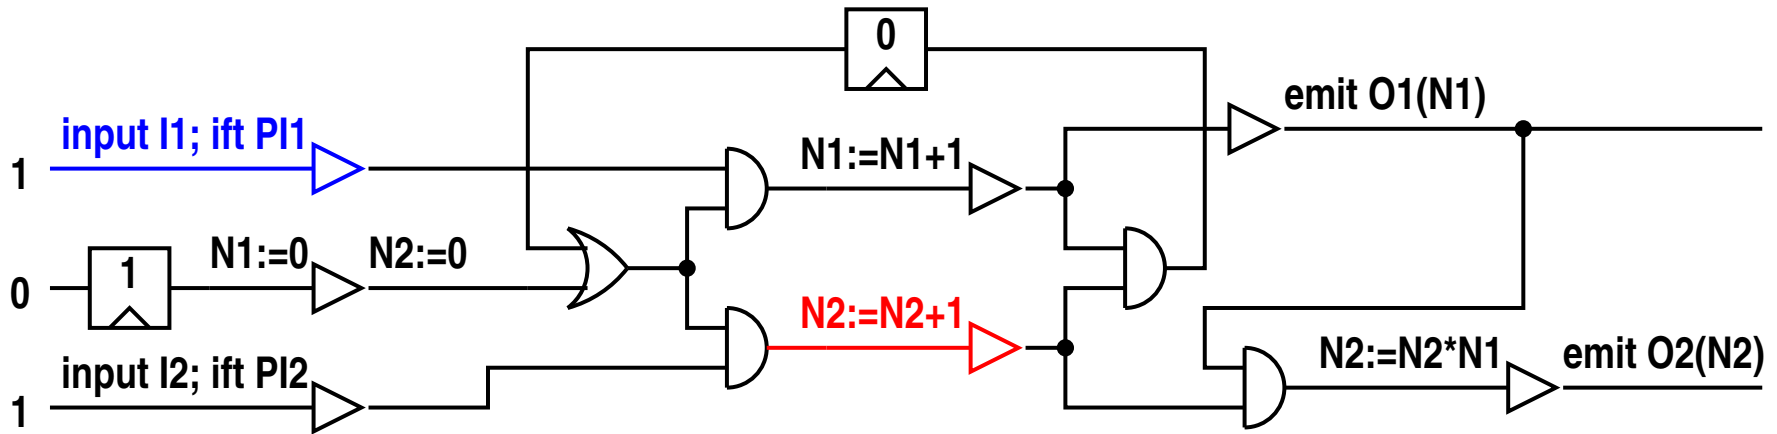 0
emit O1(N1)
input I1; ift PI1
1
N1:=N1+1
N1:=0
N2:=0
1
0
N2:=N2+1
input I2; ift PI2
1
N2:=N2*N1
emit O2(N2)